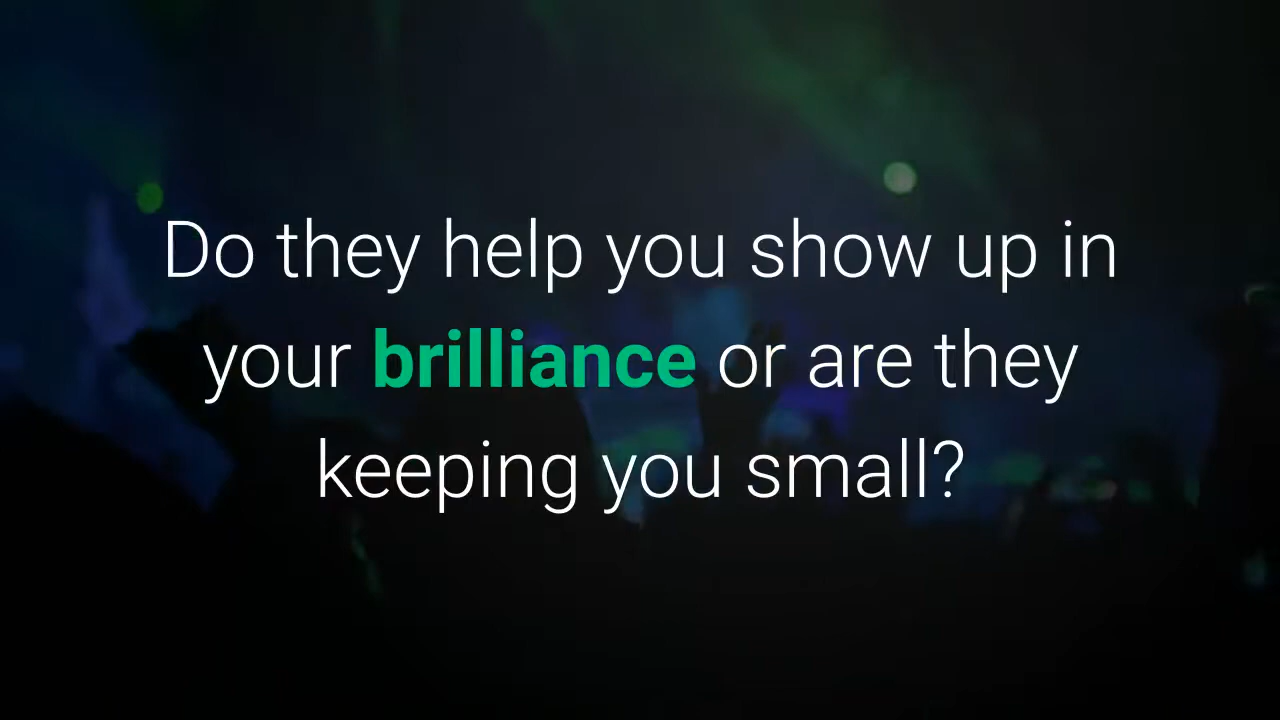 Do they help you show up in
your brilliance or are they
keeping you small?